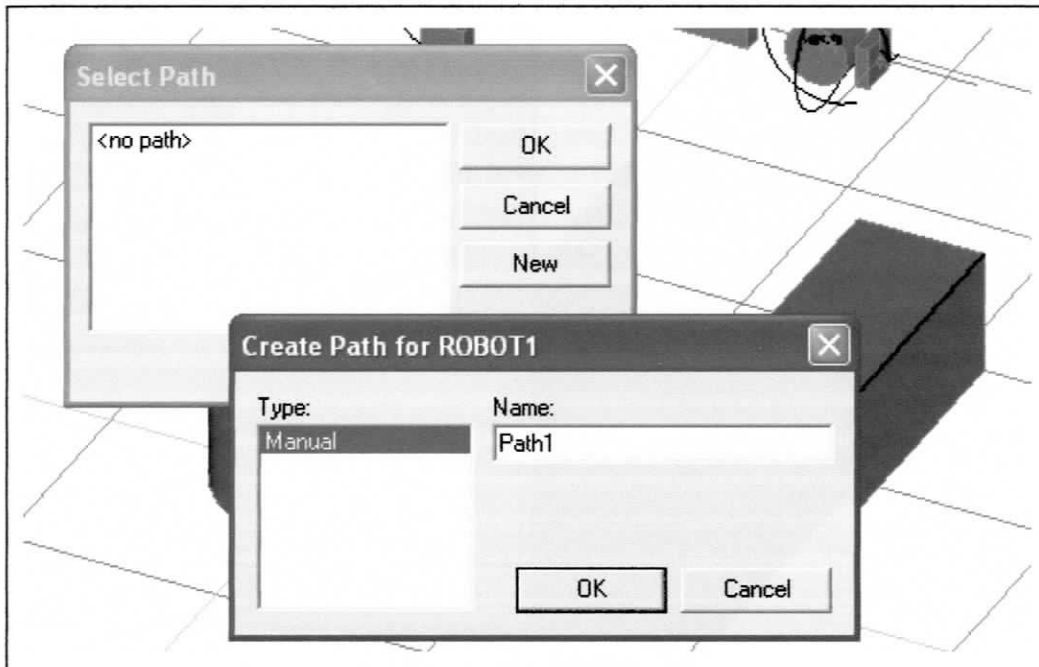 Select Path
<no path>
OK
Cancel
New
Create Path for ROBOT1
Type:
Name:
Manual
Path1
OK
Cancel